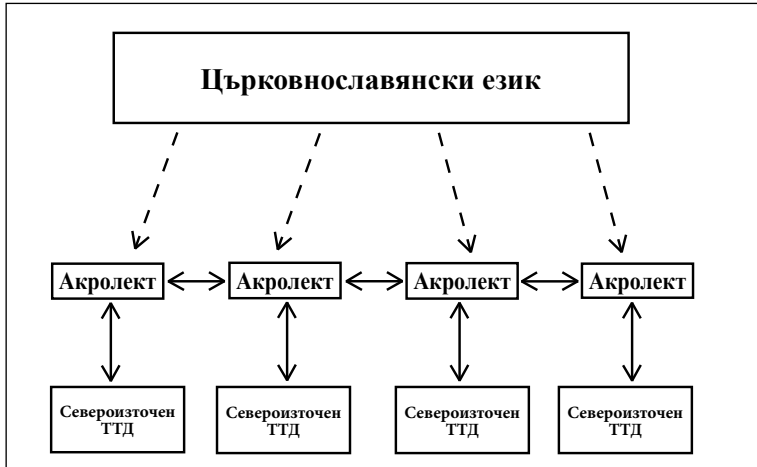 Църковнославянски език
Акролект Акролект Акролект Акролект
Североизточен Североизточен Североизточен Североизточен
ТТД ТТД ТТД ТТД